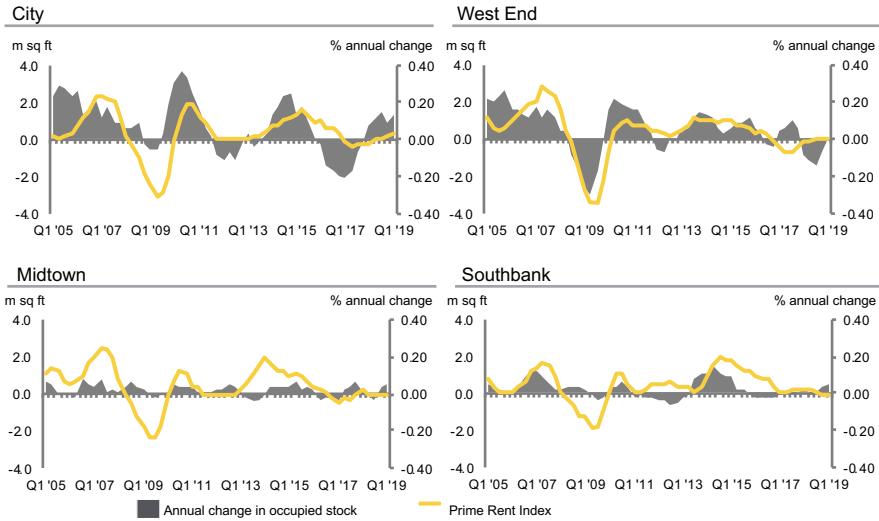 City
m sq ft
% annual change
4.0
2.0
0.00
-2.0
-4.0
0.40
0.20
0.00
-0.20
-0.40
Q1 '05 Q1 '07 Q1 '09 Q1 '11 Q1 '13 Q1 '15 Q1 '17 Q1 '19
West End
m sq ft
% annual change
4.0
2.0
0.00
-2.0
-4.0
0.40
0.20
0.00
-0.20
-0.40
Q1 '05 Q1 '07 Q1 '09 Q1 '11 Q1 '13 Q1 '15 Q1 '17 Q1 '19
Midtown
m sq ft
% annual change
4.0
2.0
0.00
-2.0
-4.0
0.40
0.20
0.00
-0.20
-0.40
Q1 '05 Q1 '07 Q1 '09 Q1 '11 Q1 '13 Q1 '15 Q1 '17 Q1 '19
Southbank
m sq ft
% annual change
4.0
2.0
0.00
-2.0
-4.0
0.40
0.20
0.00
-0.20
-0.40
Q1 '05 Q1 '07 Q1 '09 Q1 '11 Q1 '13 Q1 '15 Q1 '17 Q1 '19
Annual change in occupied stock
Prime Rent Index